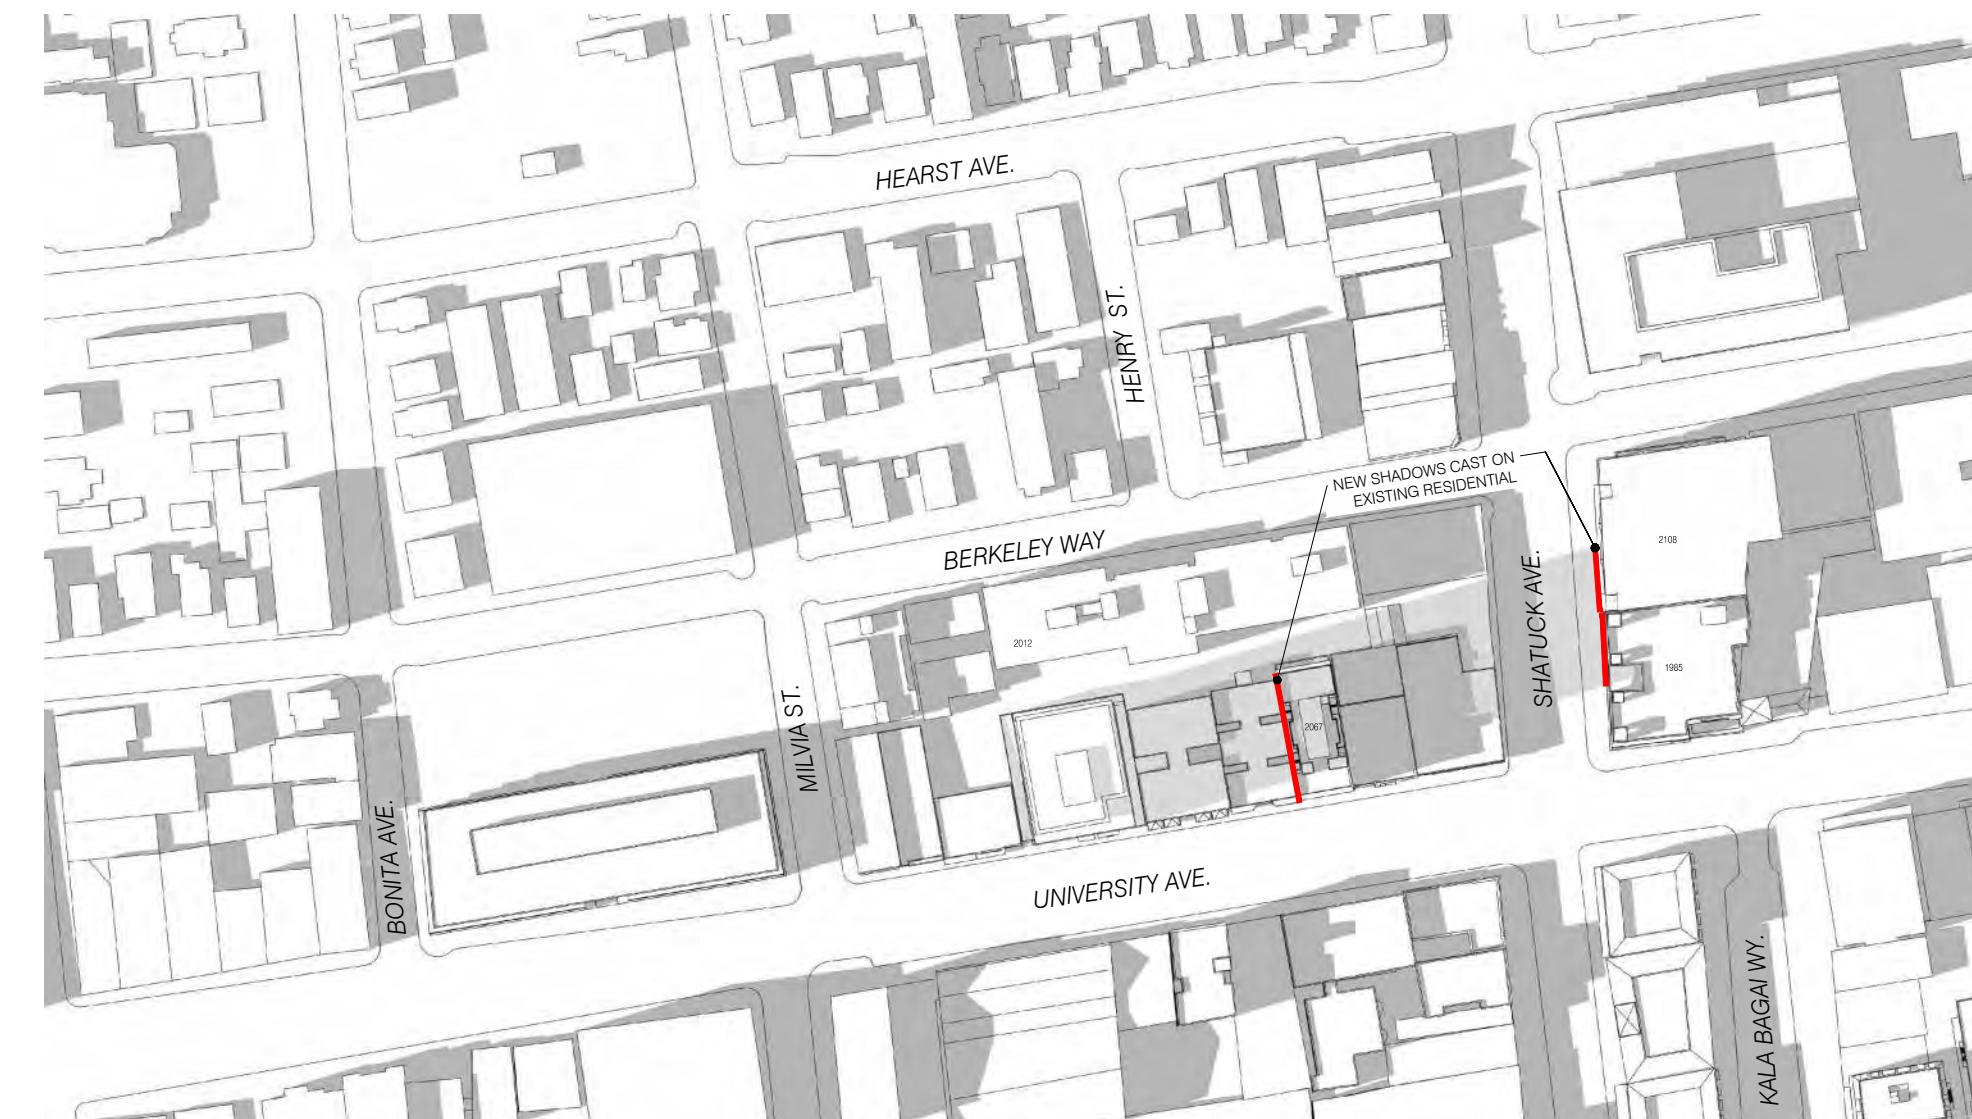 HEARST AVE.
HENRY ST.
NEW SHADOWS CAST ON
EXISTING RESIDENTIAL
BERKELEY WAY
2108
SHATUCK AVE.
2012
1985
MILVIA ST.
2067
BONITA AVE.
UNIVERSITY AVE.
KALA BAGAI WY.